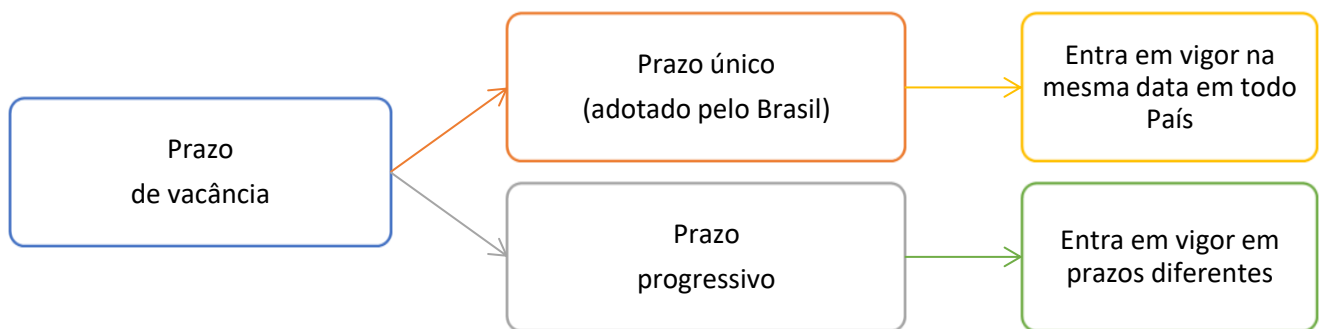 Prazo
de vacância
Prazo único
(adotado pelo Brasil)
Entra em vigor na
mesma data em todo
País
Prazo
progressivo
Entra em vigor em
prazos diferentes